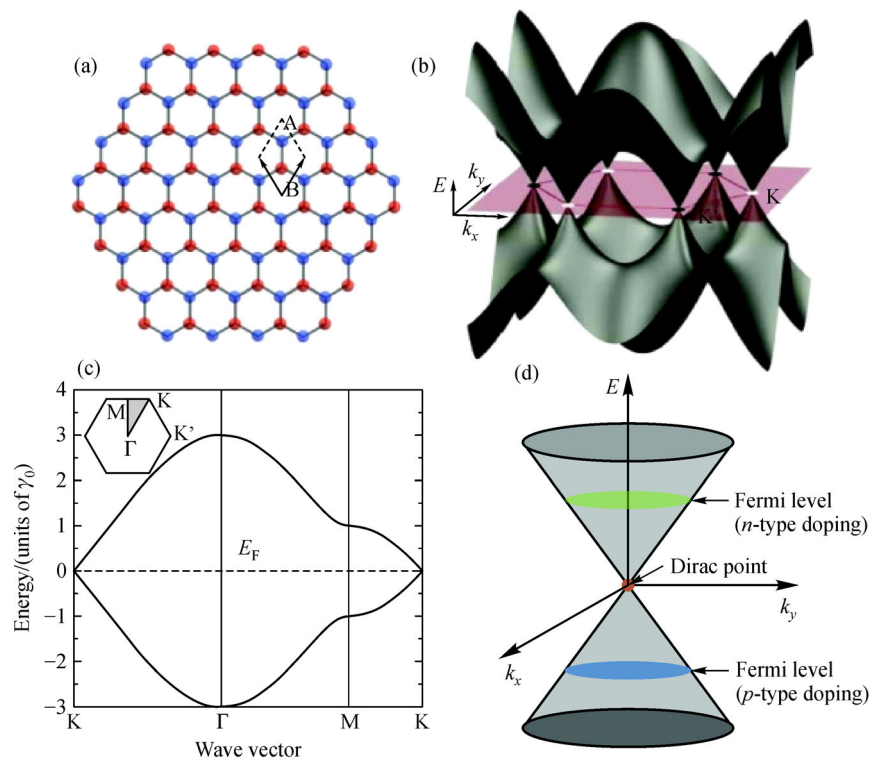 (a)
A
B
(b)
E
k_y
k_x
K
K'
(c)
Energy/(units of γ₀)
4
3
2
1
0
−1
−2
−3
M
K
K'
Γ
E_F
K
Γ
M
K
Wave vector
(d)
E
Fermi level
(n-type doping)
Dirac point
k_y
k_x
Fermi level
(p-type doping)